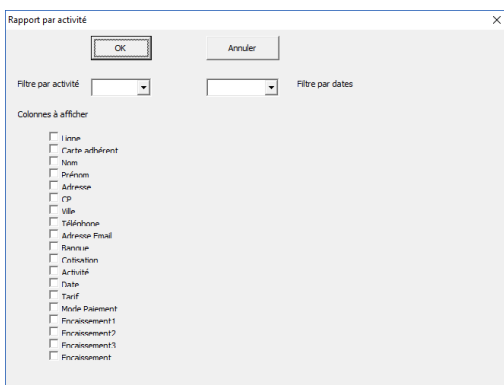 Rapport par activité
OK Annuler
Filtre par activité Filtre par dates
Colonnes à afficher
Ligne
Carte adhérent
Nom
Prénom
Adresse
CP
Ville
Téléphone
Adresse Email
Banque
Cotisation
Activité
Date
Tarif
Mode Paiement
Encaissement1
Encaissement2
Encaissement3
Encaissement